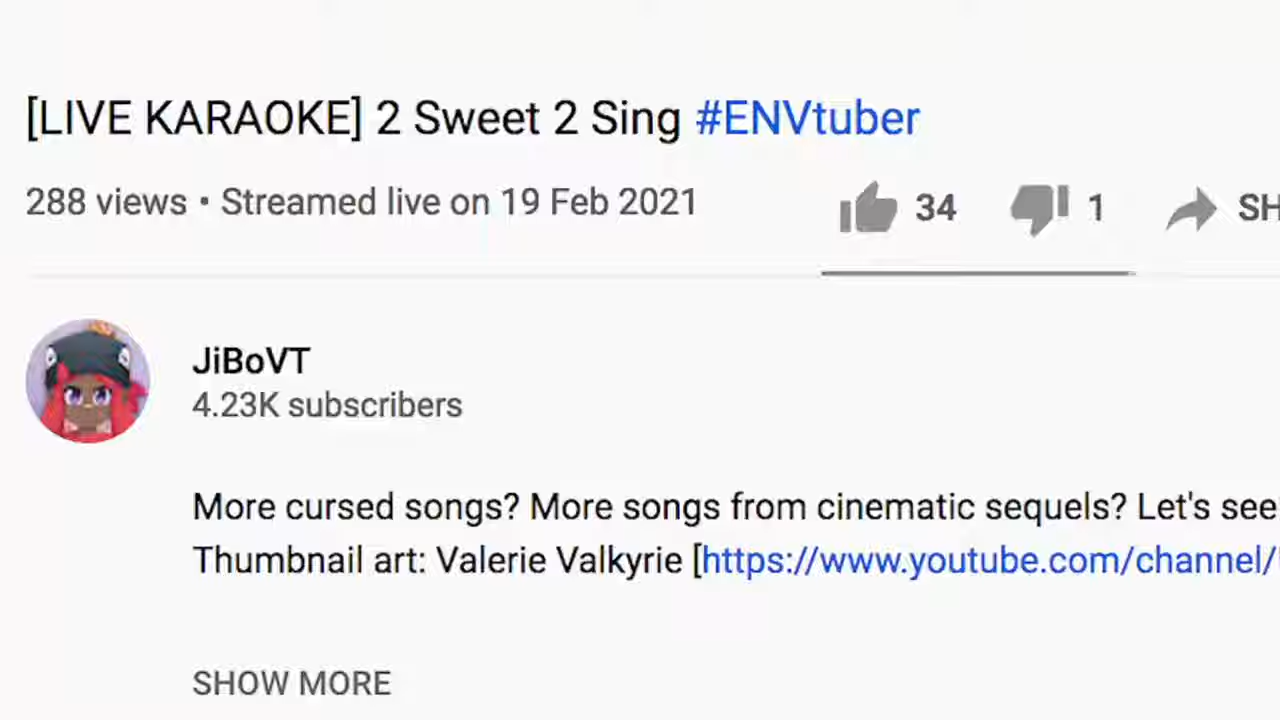 [LIVE KARAOKE] 2 Sweet 2 Sing #ENVtuber
288 views • Streamed live on 19 Feb 2021 34 1 SH
JiBoVT
4.23K subscribers
More cursed songs? More songs from cinematic sequels? Let's see
Thumbnail art: Valerie Valkyrie [https://www.youtube.com/channel/
SHOW MORE